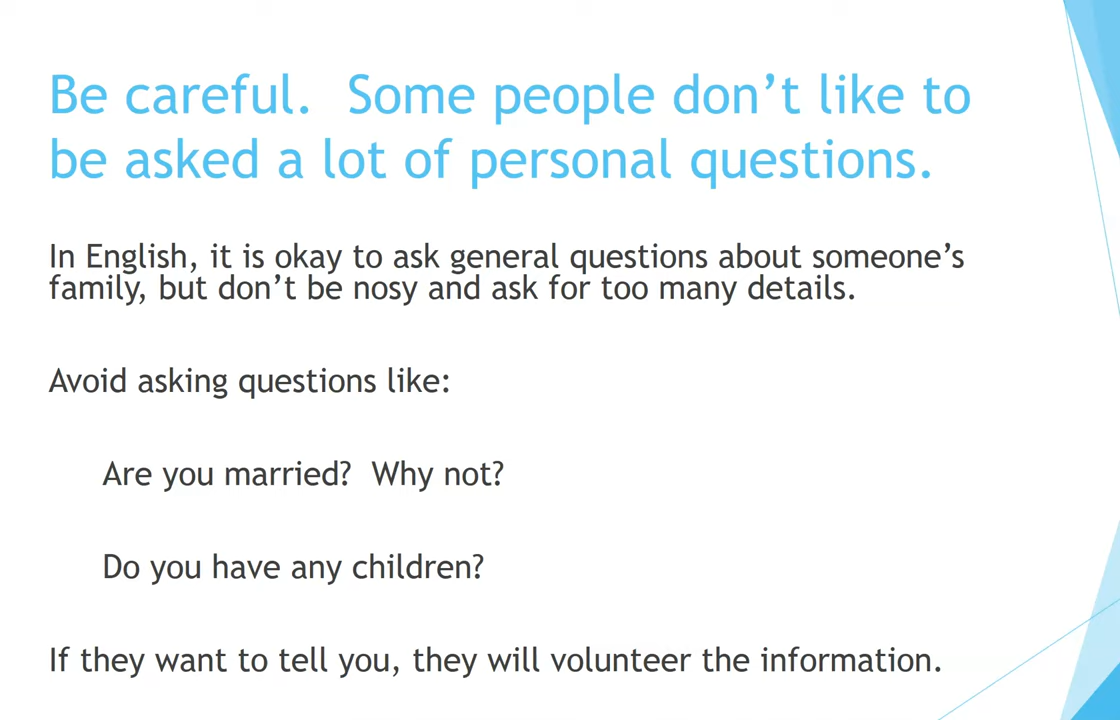 Be careful.  Some people don’t like to
be asked a lot of personal questions.
In English, it is okay to ask general questions about someone’s
family, but don’t be nosy and ask for too many details.
Avoid asking questions like:
Are you married?  Why not?
Do you have any children?
If they want to tell you, they will volunteer the information.